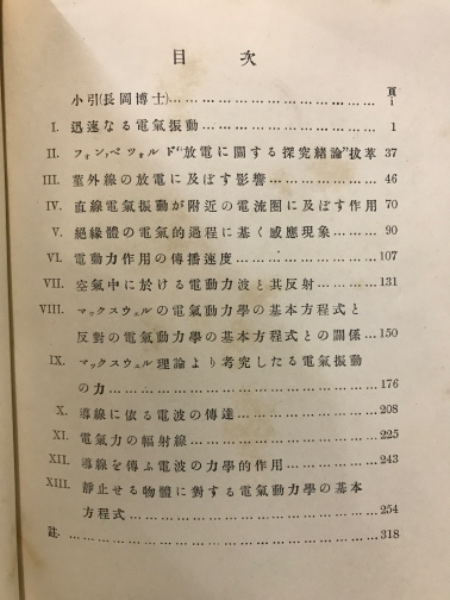 目次
頁
小引(長岡博士)………………………………… i
I. 迅速なる電氣振動……………………………… 1
II. フォン,ベツォルド“放電に關する探究緒論”拔萃 37
III. 菫外線の放電に及ぼす影響…………………… 46
IV. 直線電氣振動が附近の電流圈に及ぼす作用 70
V. 絕緣體の電氣的過程に基く感應現象………… 90
VI. 電動力作用の傳播速度…………………………107
VII. 空氣中に於ける電動力波と其反射……………131
VIII. マックスウェルの電氣動力學の基本方程式と
反對の電氣動力學の基本方程式との關係…150
IX. マックスウェル理論より考究したる電氣振動
の力………………………………………………176
X. 導線に依る電波の傳達…………………………208
XI. 電氣力の輻射線…………………………………225
XII. 導線を傳ふ電波の力學的作用…………………243
XIII. 靜止せる物體に對する電氣動力學の基本
方程式……………………………………………254
註.……………………………………………………318